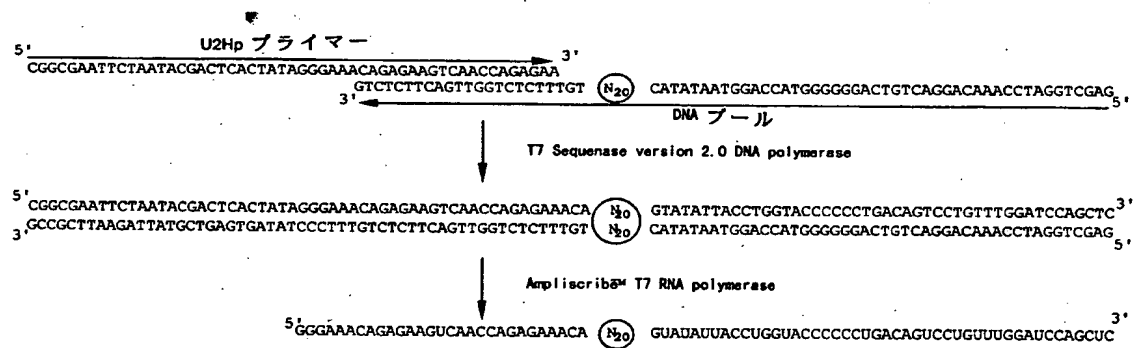 U2Hp プライマー
5' 3'
CGGCGAATTCTAATACGACTCACTATAGGGAAACAGAGAAGTCAACCAGAGAA
GTCTCTTCAGTTGGTCTCTTTGT N20 CATATAATGGACCATGGGGGGACTGTCAGGACAAACCTAGGTCGAG
3' 5'
DNA プール
T7 Sequenase version 2.0 DNA polymerase
5' 3'
CGGCGAATTCTAATACGACTCACTATAGGGAAACAGAGAAGTCAACCAGAGAAACA N20 GTATATTACCTGGTACCCCCCTGACAGTCCTGTTTGGATCCAGCTC
GCCGCTTAAGATTATGCTGAGTGATATCCCTTTGTCTCTTCAGTTGGTCTCTTTGT N20 CATATAATGGACCATGGGGGGACTGTCAGGACAAACCTAGGTCGAG
3' 5'
Ampliscribe™ T7 RNA polymerase
5' 3'
GGGAAACAGAGAAGUCAACCAGAGAAACA N20 GUAUAUUACCUGGUACCCCCCUGACAGUCCUGUUUGGAUCCAGCUC